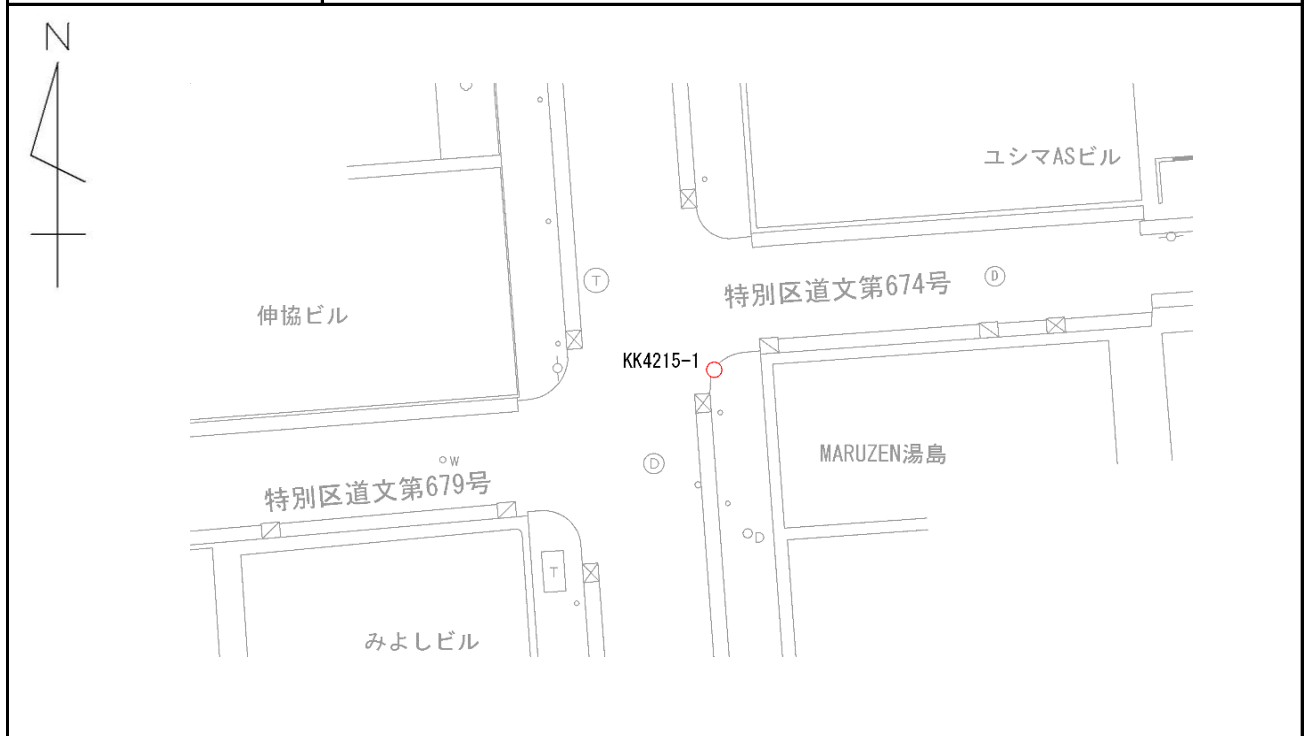 N
ユシマASビル
特別区道文第674号
D
T
伸協ビル
KK4215-1
MARUZEN湯島
W
D
特別区道文第679号
D
T
みよしビル